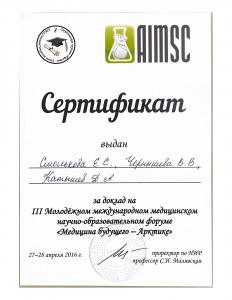 AIMSC
Сертификат
выдан
Смолькова Е.С., Чернышева В.В.,
Катышев Д.А.
за доклад на
III Молодёжном международном медицинском
научно-образовательном форуме
«Медицина будущего – Арктике»
27–28 апреля 2016 г.
проректор по НИР
профессор С.И. Малявская